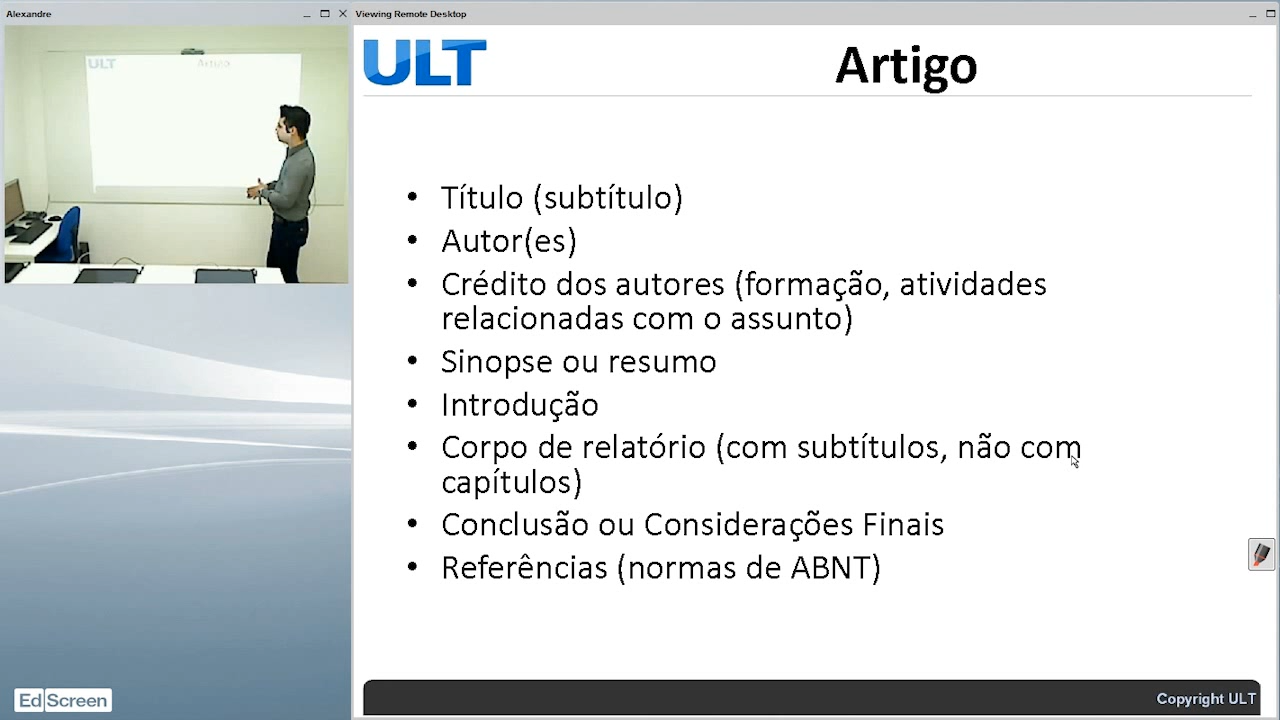 Alexandre
Viewing Remote Desktop
ULT
Artigo
ULT
Artigo
• Título (subtítulo)
• Autor(es)
• Crédito dos autores (formação, atividades
relacionadas com o assunto)
• Sinopse ou resumo
• Introdução
• Corpo de relatório (com subtítulos, não com
capítulos)
• Conclusão ou Considerações Finais
• Referências (normas de ABNT)
EdScreen
Copyright ULT